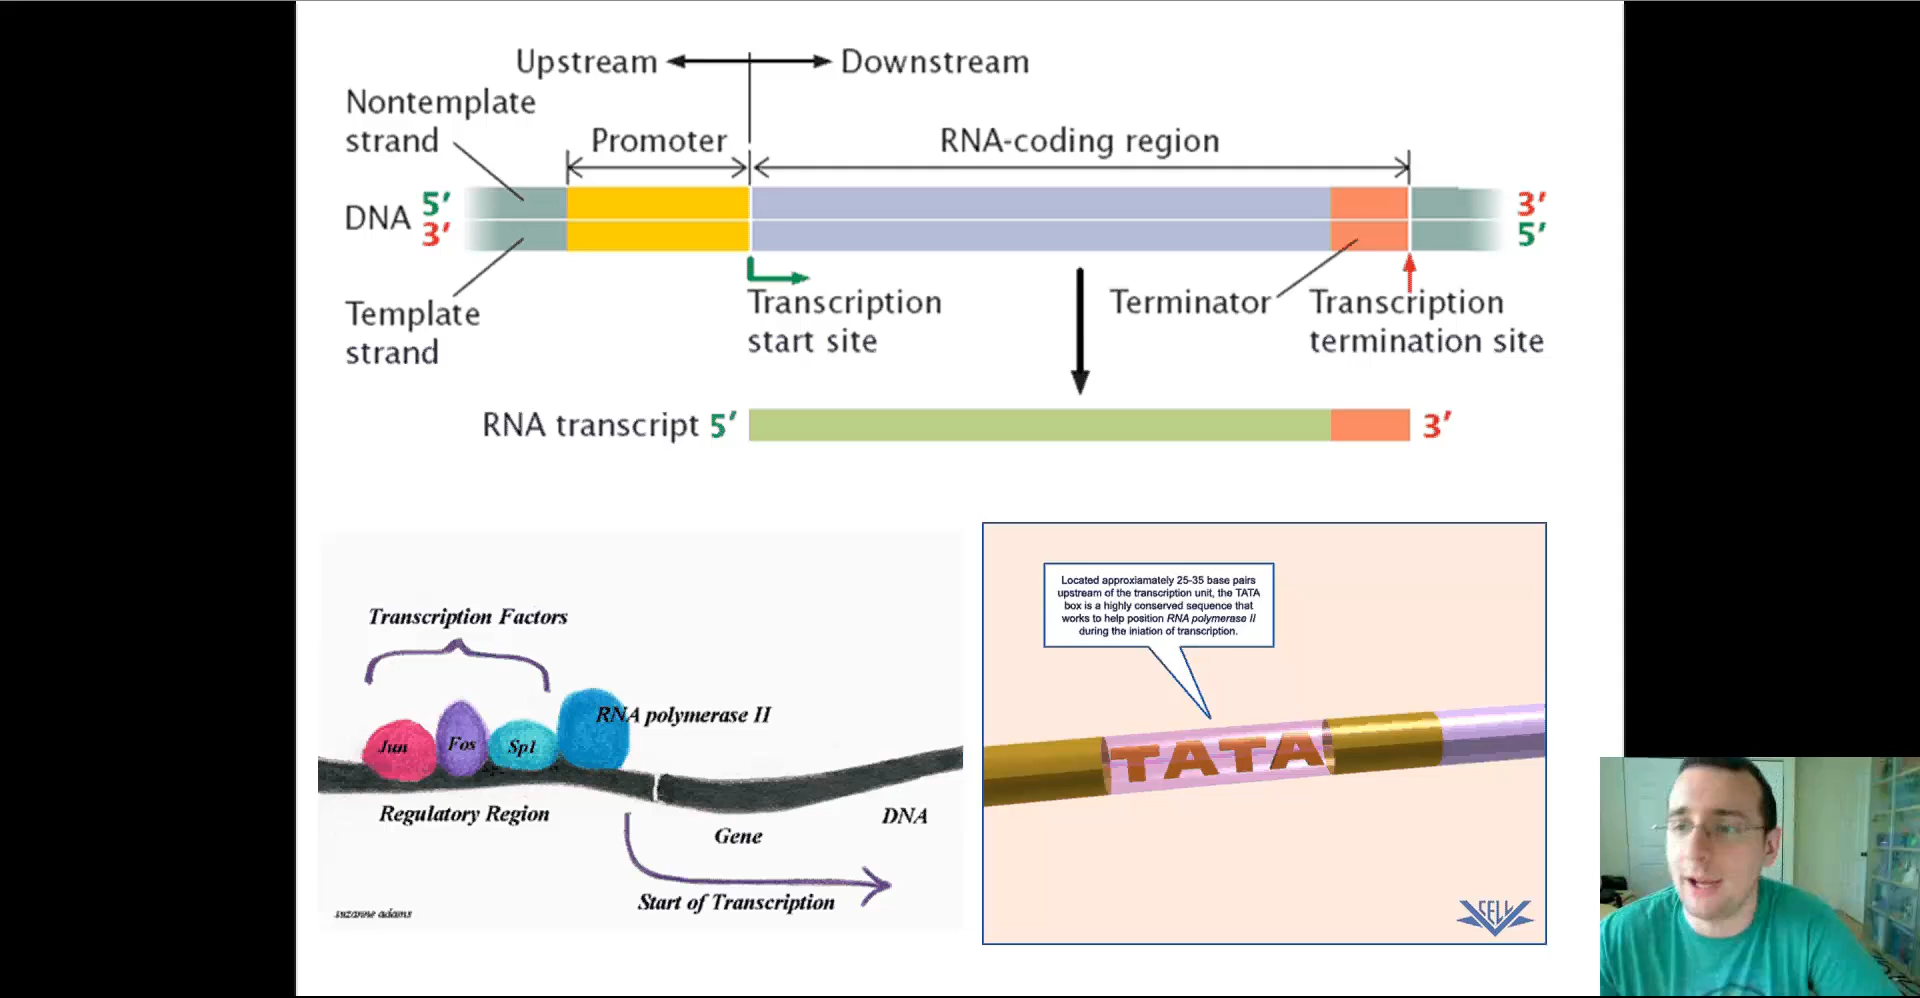 Upstream
Downstream
Nontemplate
strand
Promoter
RNA-coding region
DNA
5′
3′
3′
5′
Template
strand
Transcription
start site
Terminator
Transcription
termination site
RNA transcript 5′
3′
Transcription Factors
Jun
Fos
Sp1
RNA polymerase II
Regulatory Region
Gene
DNA
Start of Transcription
suzanne adams
Located approxiamately 25-35 base pairs
upstream of the transcription unit, the TATA
box is a highly conserved sequence that
works to help position RNA polymerase II
during the iniation of transcription.
TATA
CELL